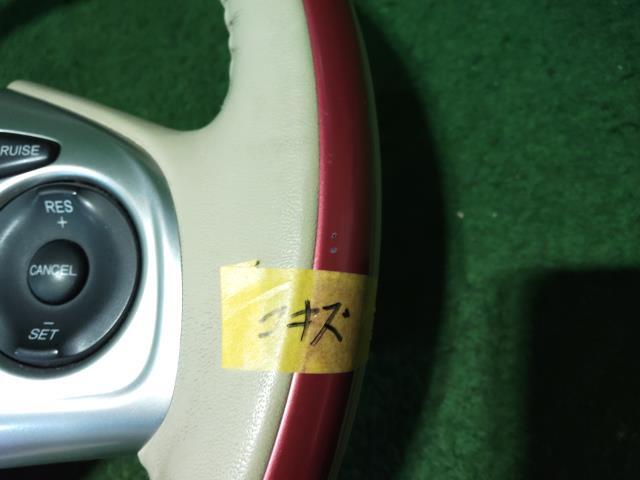 RUISE
RES
+
CANCEL
−
SET
コキズ